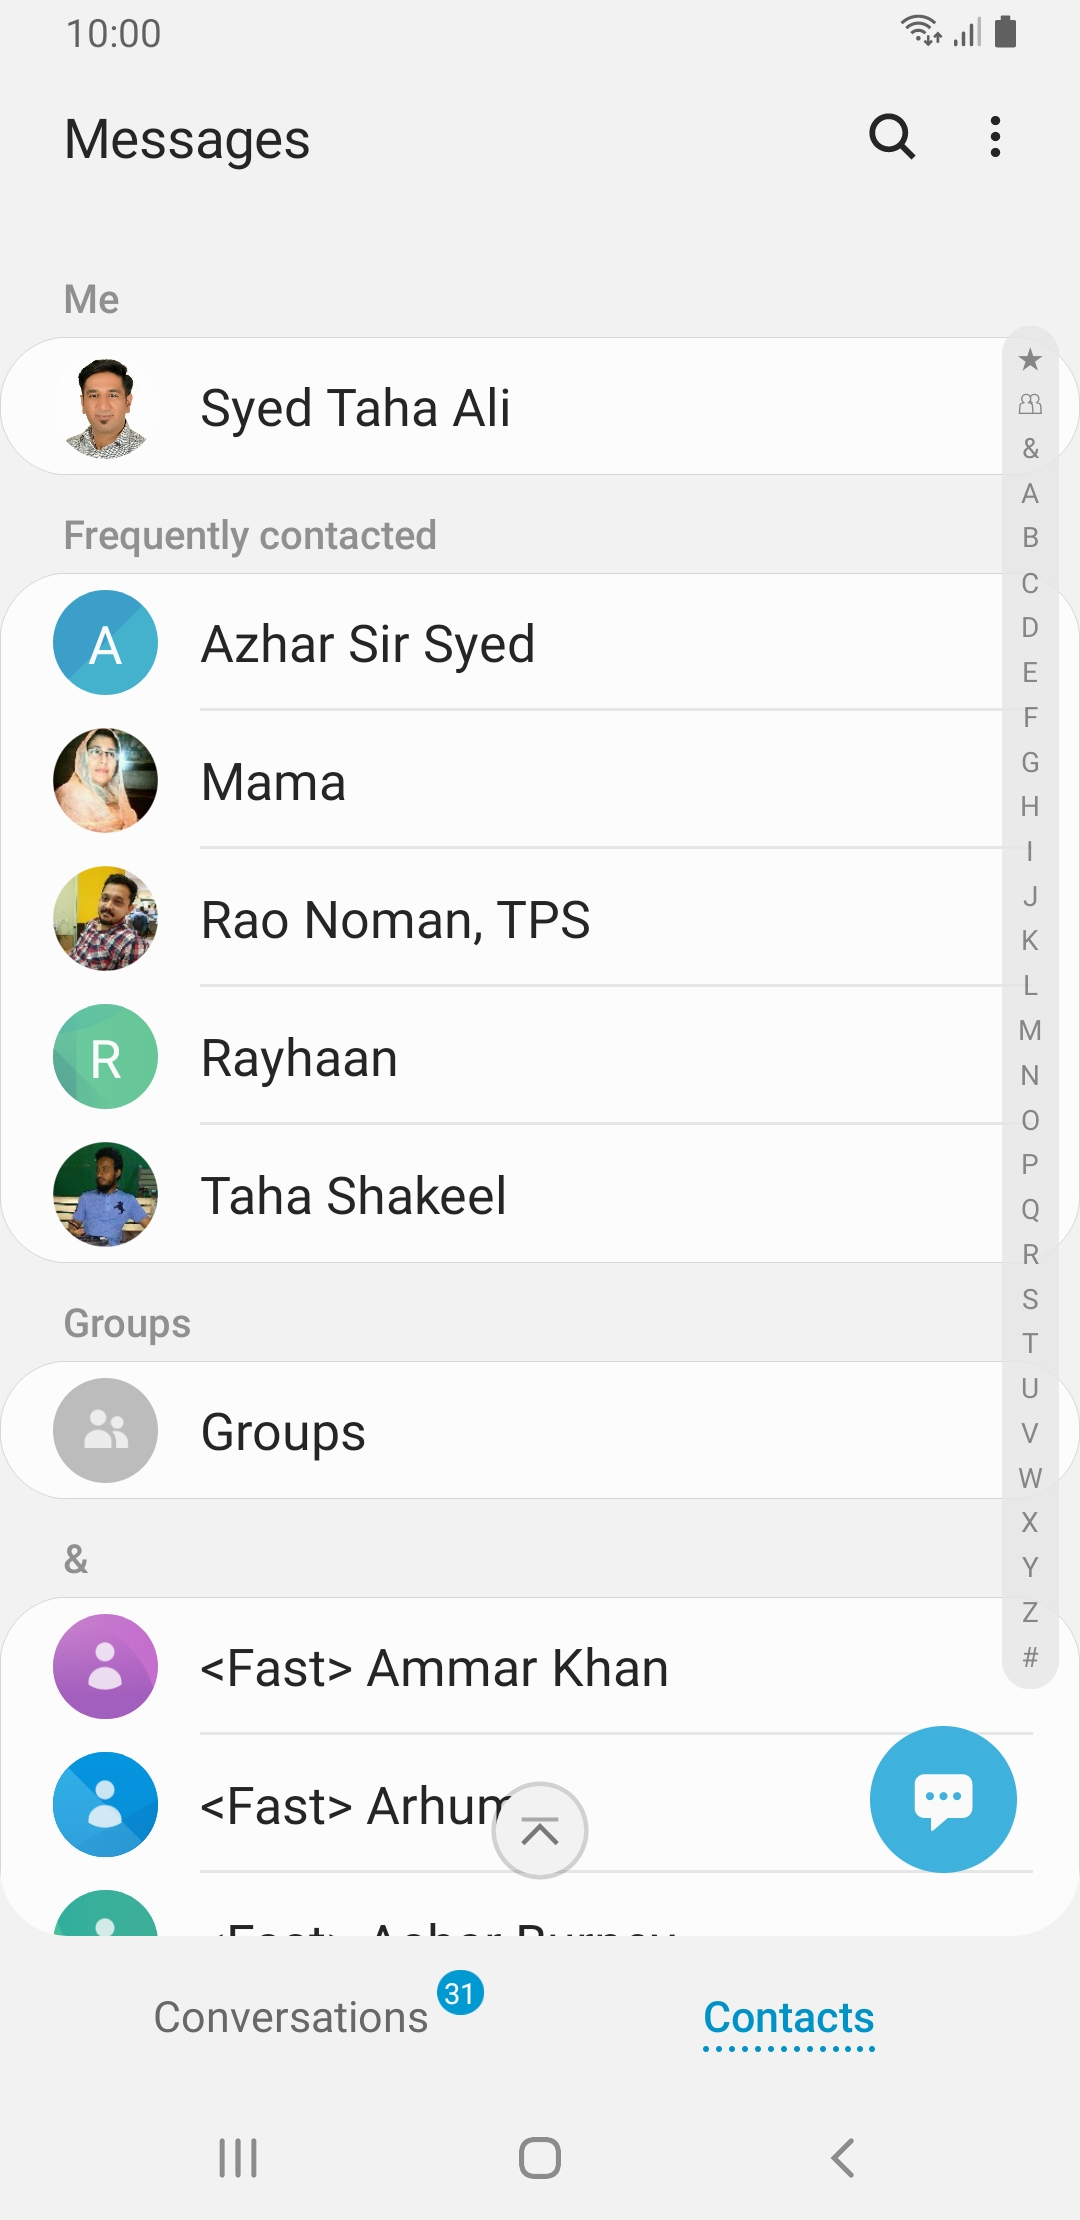 10:00
Messages
Me
Syed Taha Ali
Frequently contacted
A
Azhar Sir Syed
Mama
Rao Noman, TPS
R
Rayhaan
Taha Shakeel
Groups
Groups
&
<Fast> Ammar Khan
<Fast> Arhum
<Fast>
&
A
B
C
D
E
F
G
H
I
J
K
L
M
N
O
P
Q
R
S
T
U
V
W
X
Y
Z
#
Conversations
31
Contacts